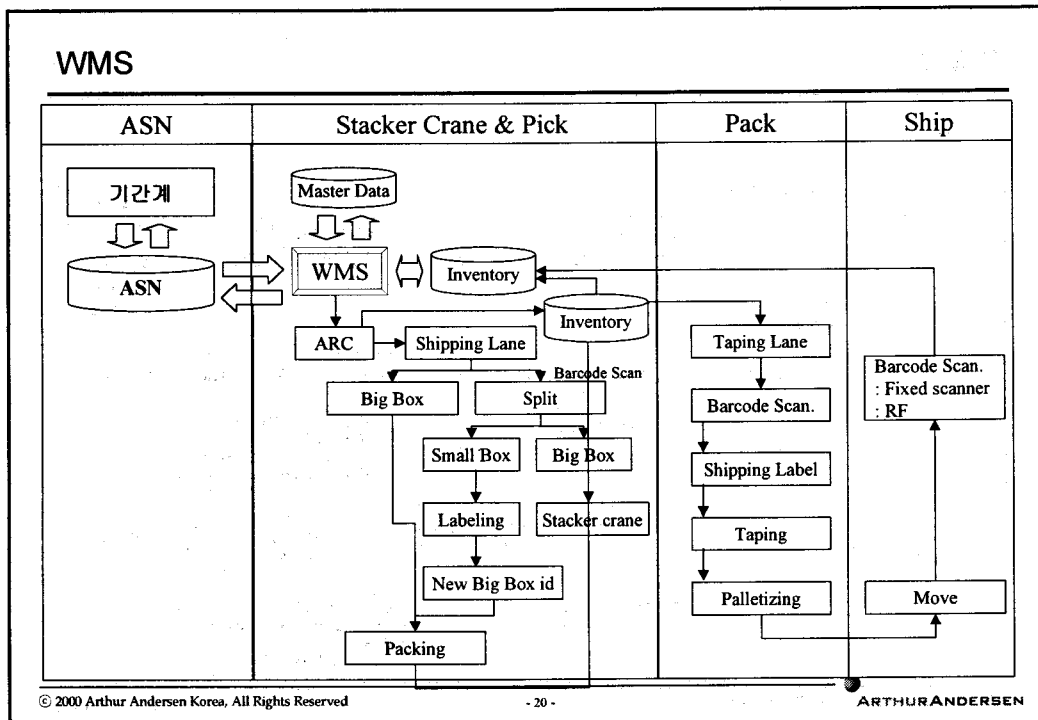 WMS
ASN
Stacker Crane & Pick
Pack
Ship
기간계
ASN
Master Data
WMS
Inventory
Inventory
ARC
Shipping Lane
Barcode Scan
Big Box
Split
Small Box
Big Box
Labeling
Stacker crane
New Big Box id
Packing
Taping Lane
Barcode Scan.
Shipping Label
Taping
Palletizing
Barcode Scan.
: Fixed scanner
: RF
Move
© 2000 Arthur Andersen Korea, All Rights Reserved
- 20 -
ARTHUR ANDERSEN